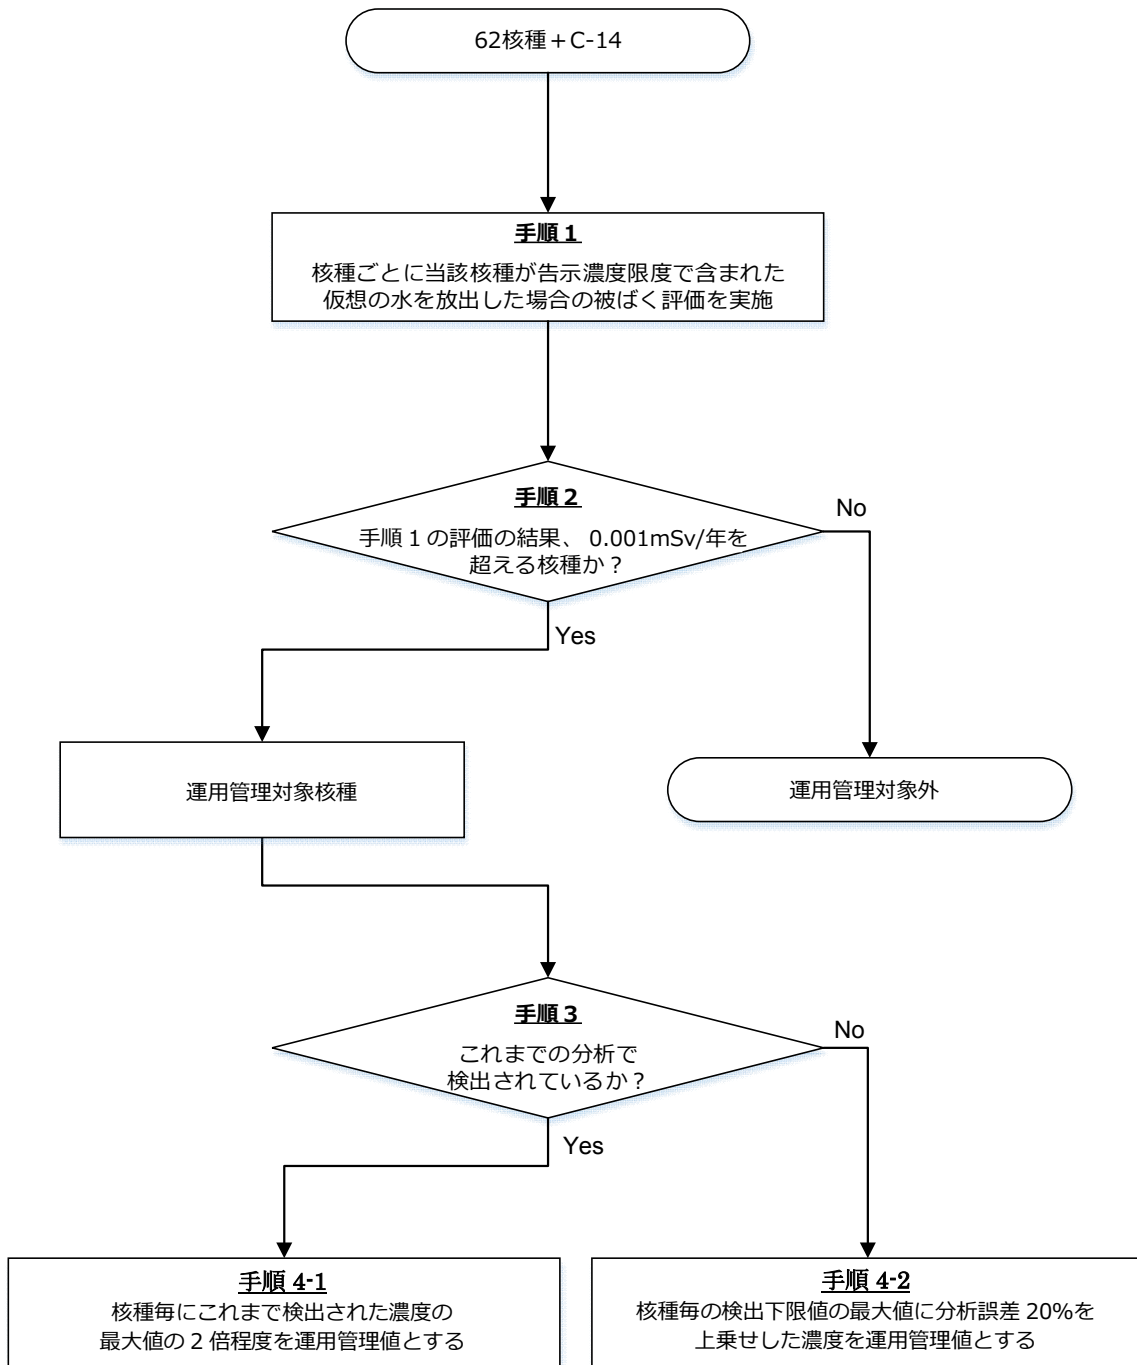 62核種＋C-14
手順１
核種ごとに当該核種が告示濃度限度で含まれた
仮想の水を放出した場合の被ばく評価を実施
手順２
手順１の評価の結果、0.001mSv/年を
超える核種か？
No
Yes
運用管理対象核種
運用管理対象外
手順３
これまでの分析で
検出されているか？
No
Yes
手順 4-1
核種毎にこれまで検出された濃度の
最大値の２倍程度を運用管理値とする
手順 4-2
核種毎の検出下限値の最大値に分析誤差 20%を
上乗せした濃度を運用管理値とする